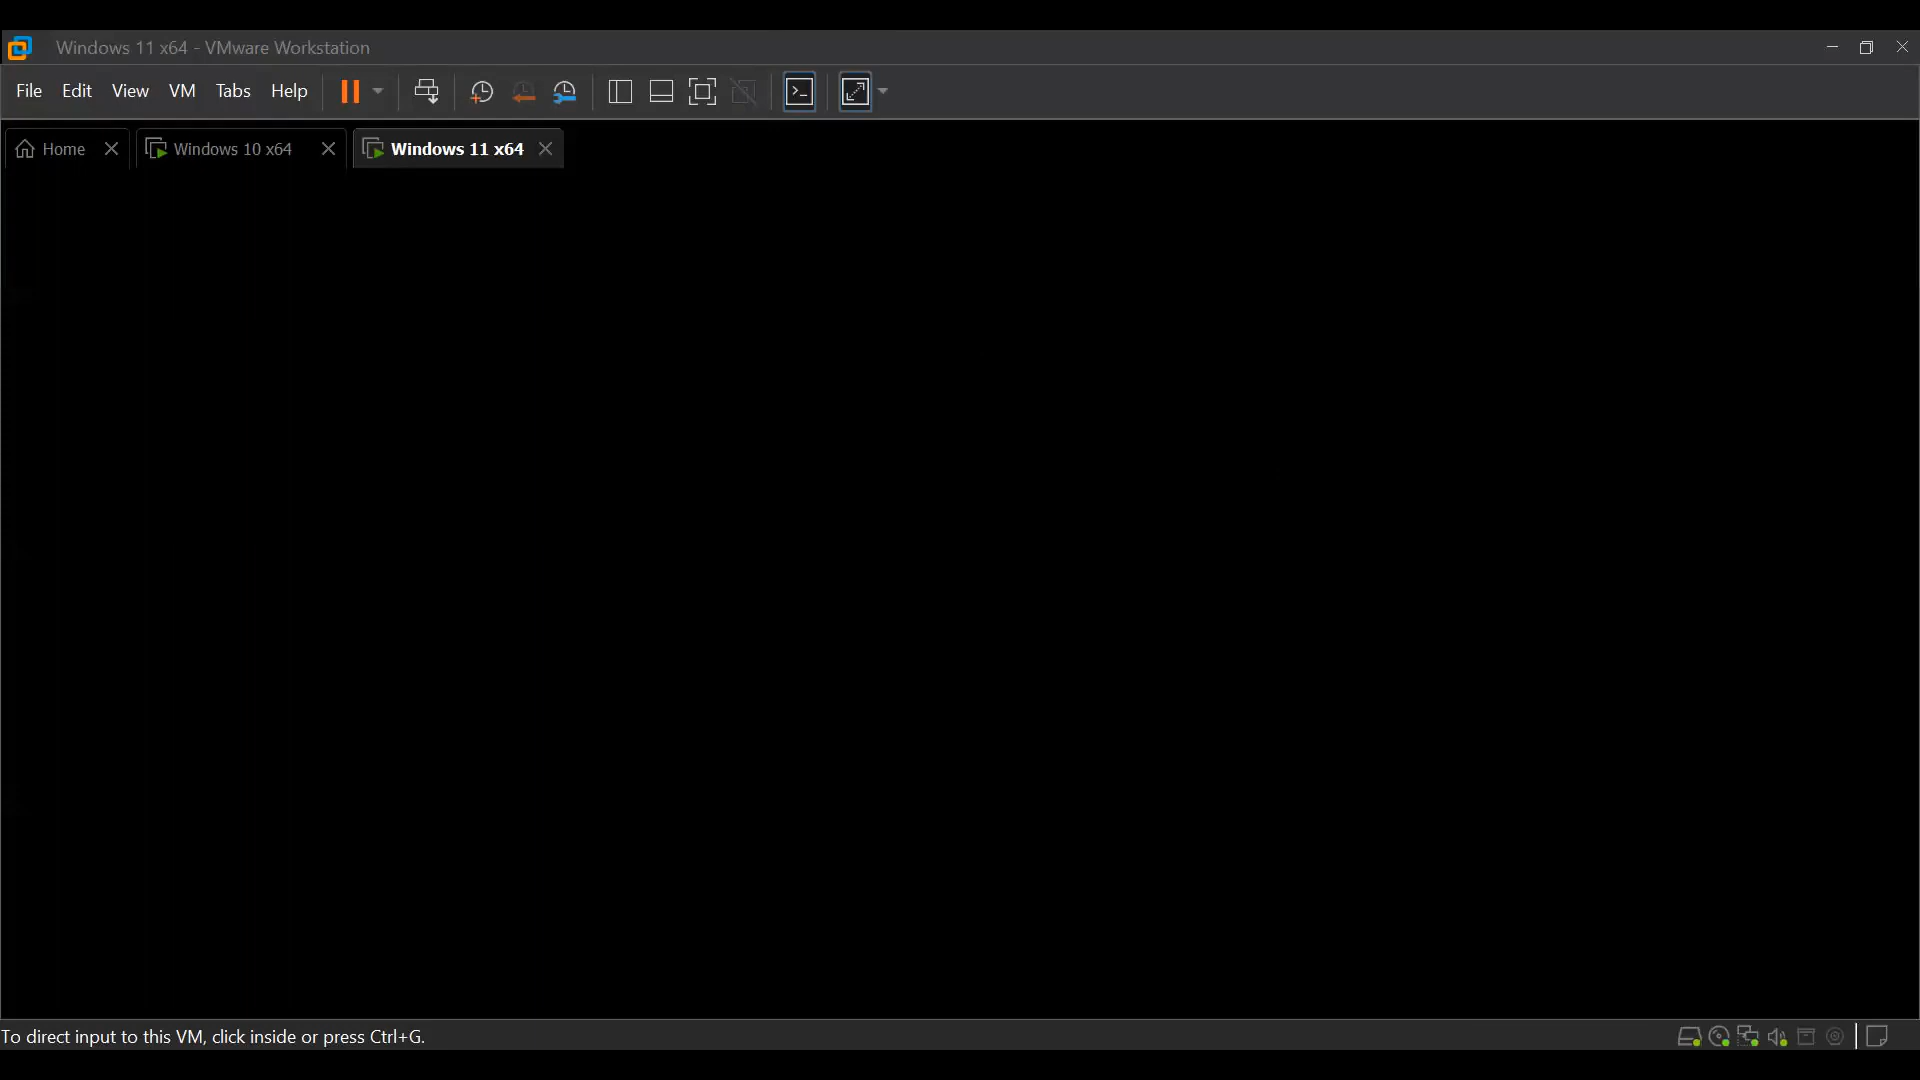 Windows 11 x64 - VMware Workstation
File Edit View VM Tabs Help
Home Windows 10 x64 Windows 11 x64
To direct input to this VM, click inside or press Ctrl+G.